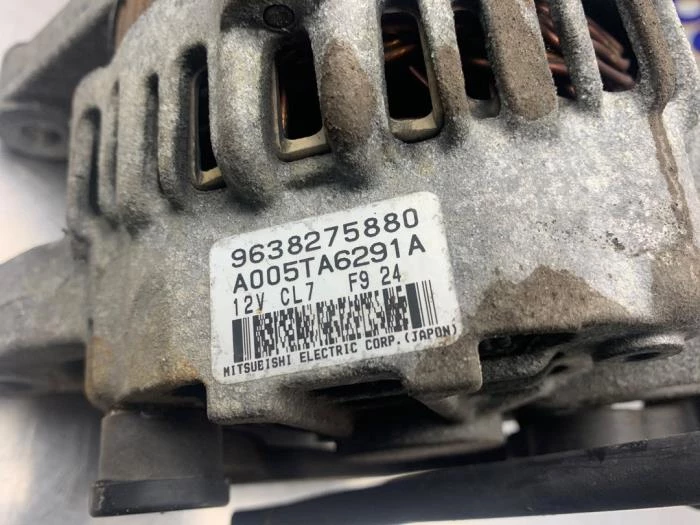 9638275880
A005TA6291A
12V CL7 F9 24
MITSUBISHI ELECTRIC CORP.(JAPON)